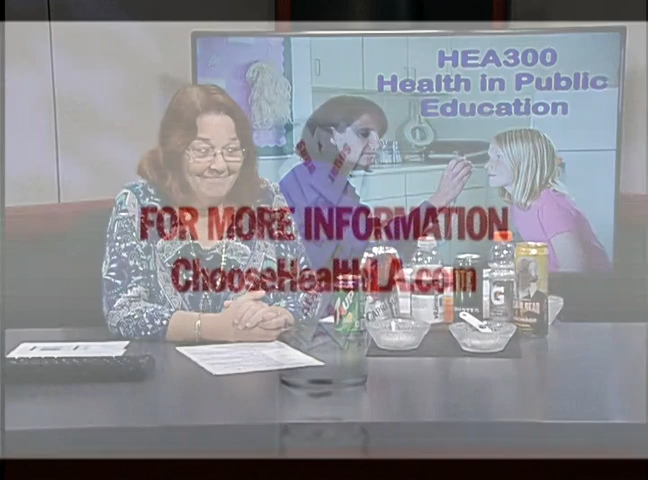 HEA300
Health in Public
Education
FOR MORE INFORMATION
ChooseHealthLA.com
G